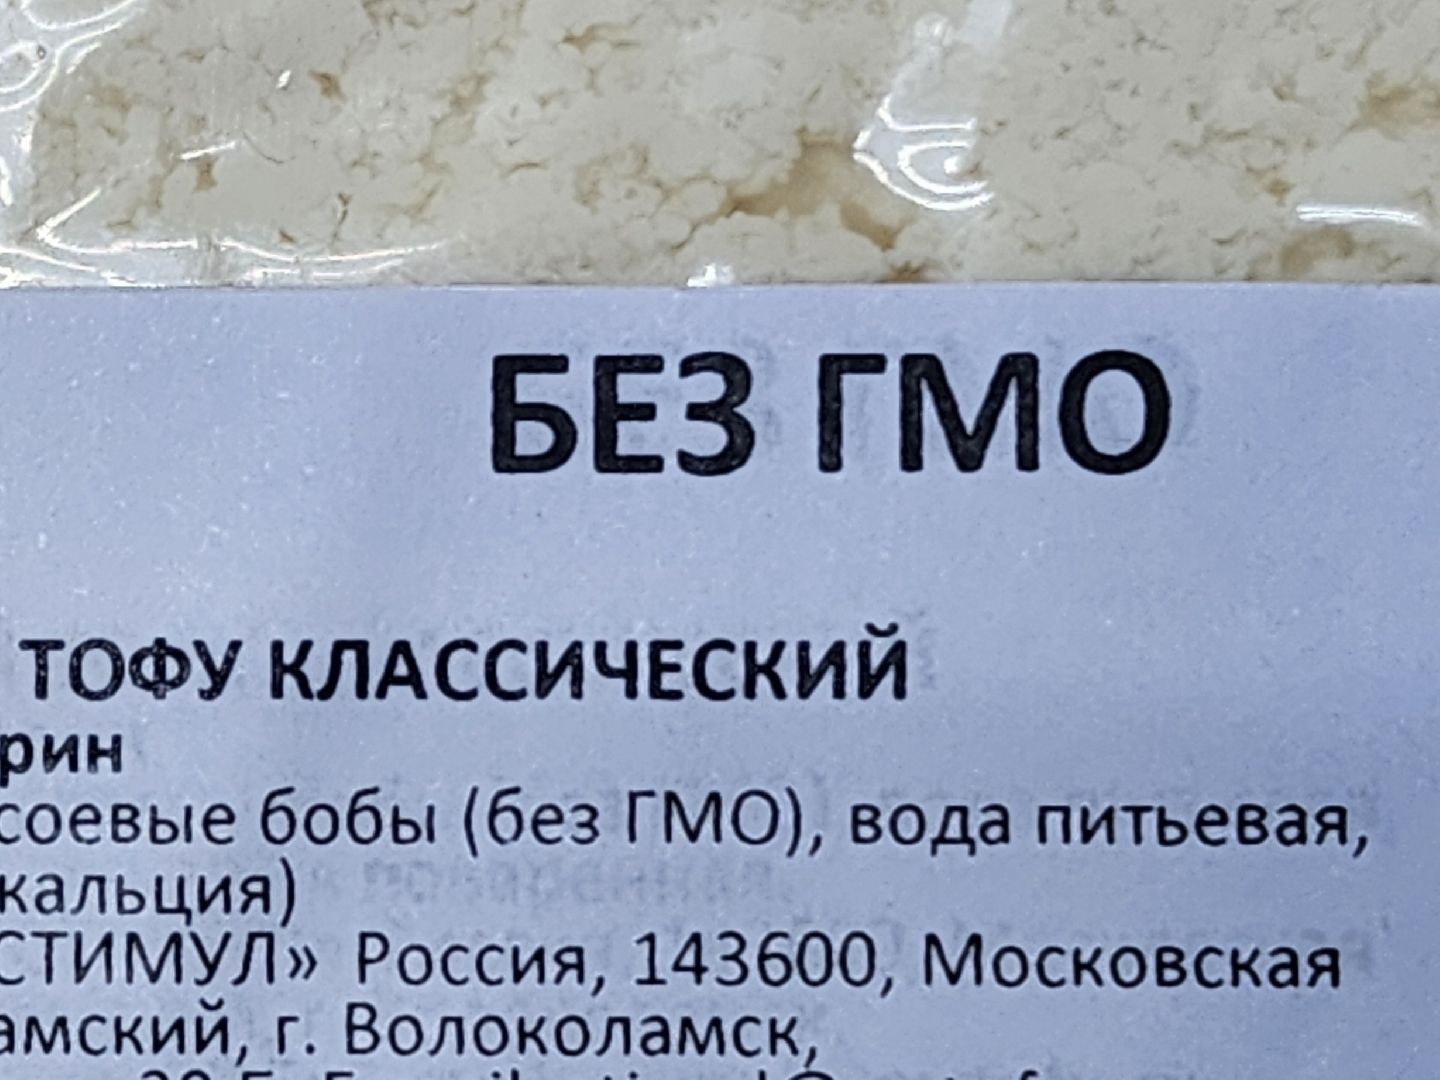 БЕЗ ГМО
ТОФУ КЛАССИЧЕСКИЙ
рин
соевые бобы (без ГМО), вода питьевая,
кальция)
СТИМУЛ» Россия, 143600, Московская
амский, г. Волоколамск,